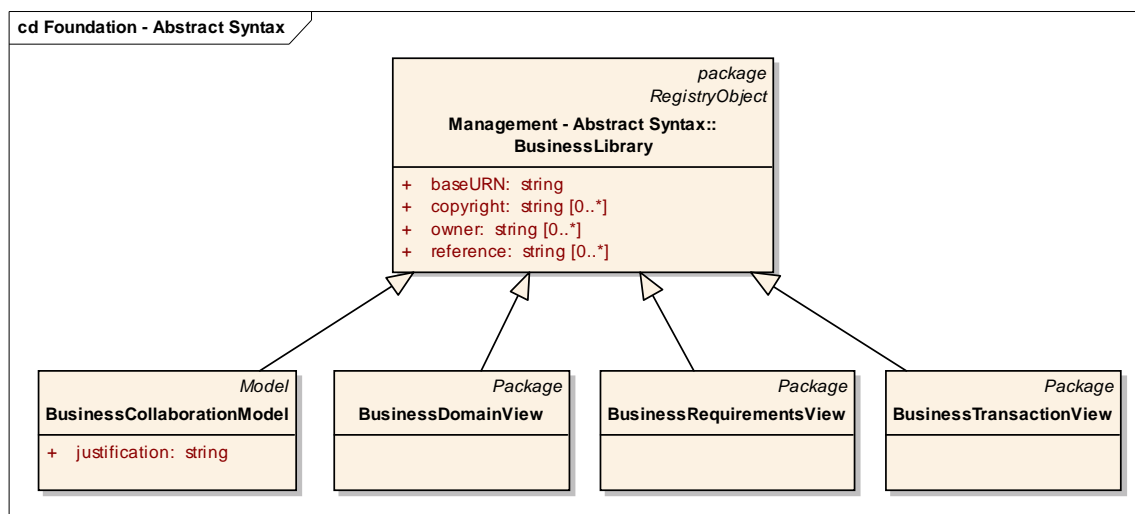 cd Foundation - Abstract Syntax
package
RegistryObject
Management - Abstract Syntax::
BusinessLibrary
+ baseURN: string
+ copyright: string [0..*]
+ owner: string [0..*]
+ reference: string [0..*]
Model
BusinessCollaborationModel
+ justification: string
Package
BusinessDomainView
Package
BusinessRequirementsView
Package
BusinessTransactionView